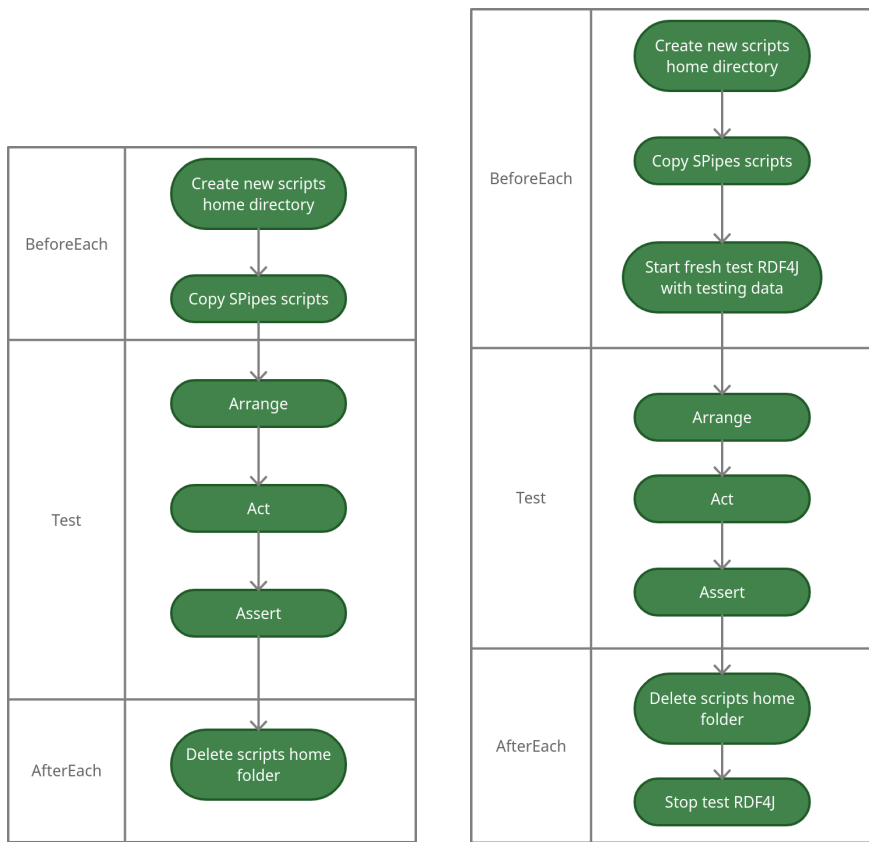 BeforeEach
Create new scripts
home directory
Copy SPipes scripts
Test
Arrange
Act
Assert
AfterEach
Delete scripts home
folder
BeforeEach
Create new scripts
home directory
Copy SPipes scripts
Start fresh test RDF4J
with testing data
Test
Arrange
Act
Assert
AfterEach
Delete scripts home
folder
Stop test RDF4J